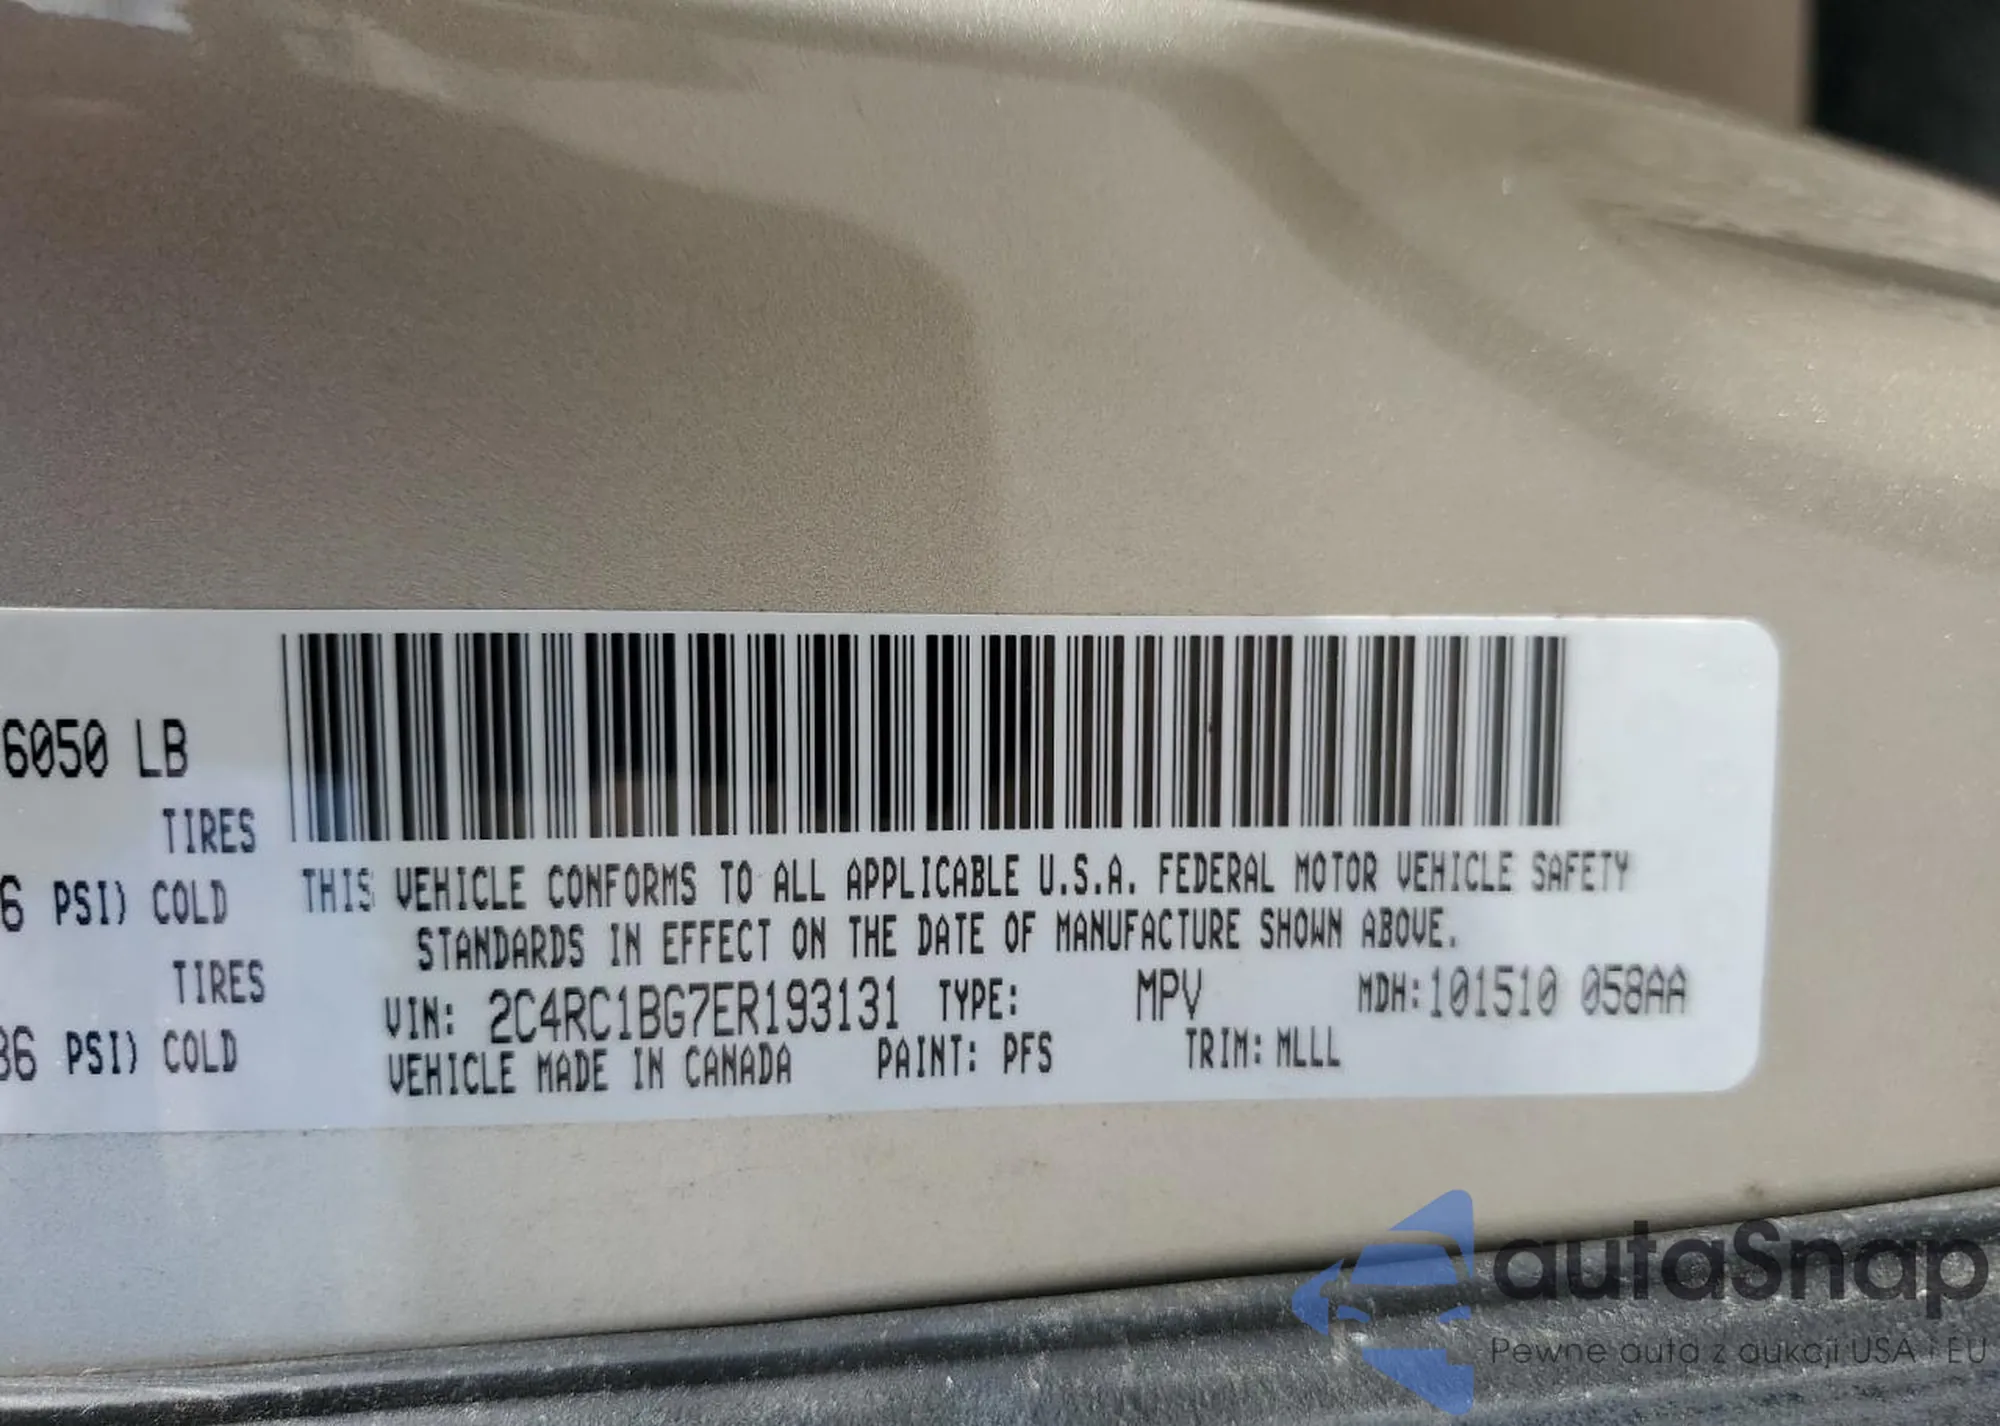 6050 LB
TIRES
6 PSI) COLD
TIRES
36 PSI) COLD
THIS VEHICLE CONFORMS TO ALL APPLICABLE U.S.A. FEDERAL MOTOR VEHICLE SAFETY
STANDARDS IN EFFECT ON THE DATE OF MANUFACTURE SHOWN ABOVE.
VIN: 2C4RC1BG7ER193131 TYPE: MPV MDH:101510 058AA
VEHICLE MADE IN CANADA PAINT: PFS TRIM: MLLL
autaSnap
Pewne auta z aukcji USA i EU